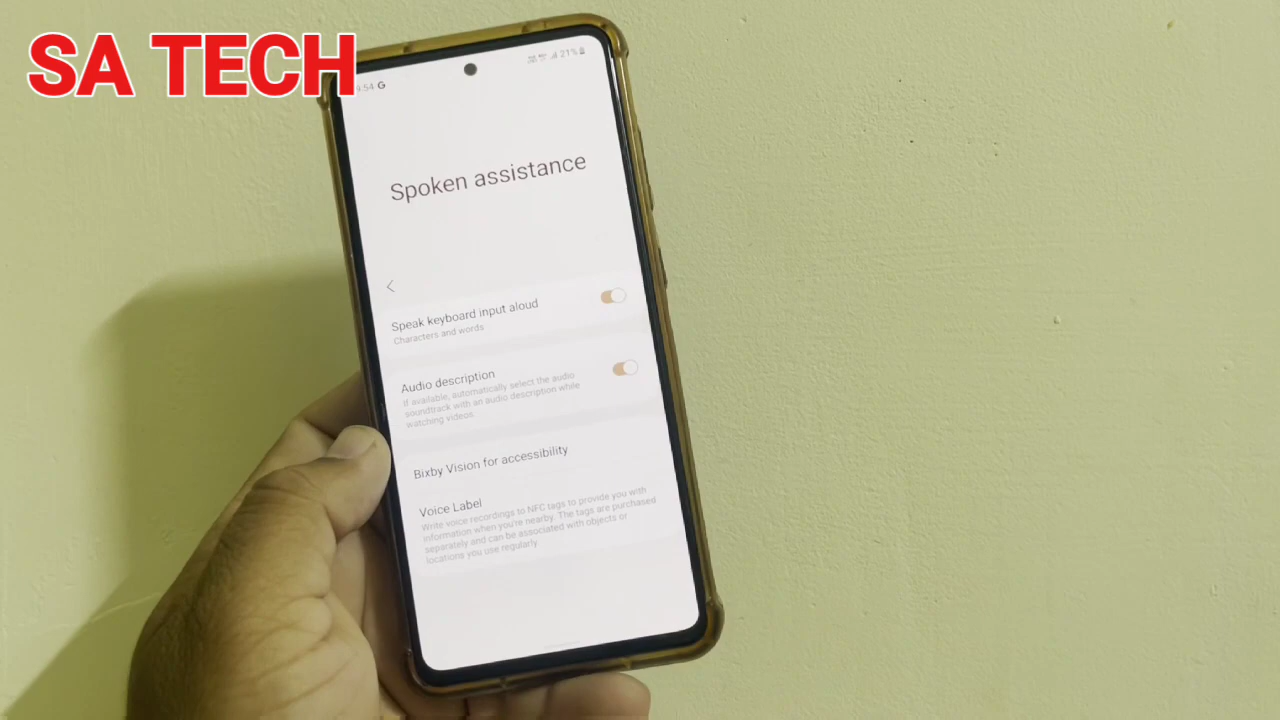 SA TECH
4:54 G
21%
Spoken assistance
Speak keyboard input aloud
Characters and words
Audio description
If available, automatically select the audio
soundtrack with an audio description while
watching videos.
Bixby Vision for accessibility
Voice Label
Write voice recordings to NFC tags to provide you with
information when you're nearby. The tags are purchased
separately and can be associated with objects or
locations you use regularly.